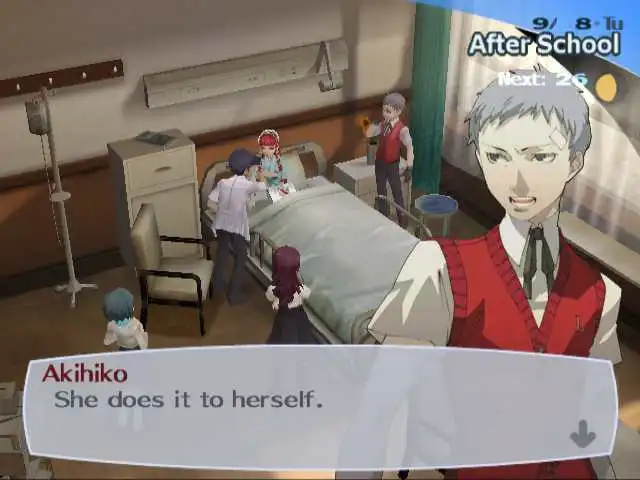 9/ 8・Tu
After School
Next: 26
Akihiko
She does it to herself.